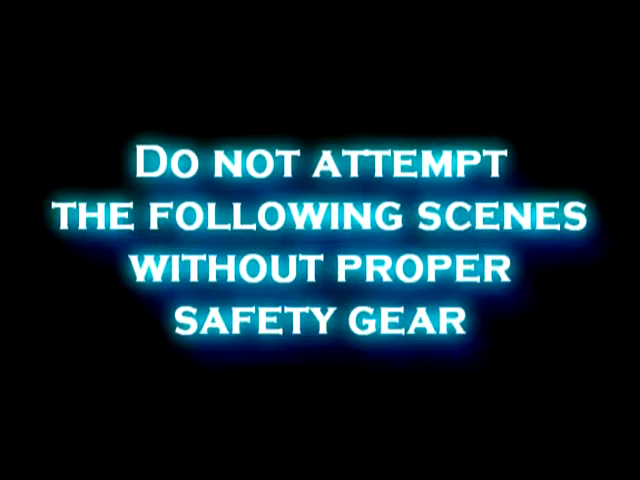 Do not attempt
the following scenes
without proper
safety gear